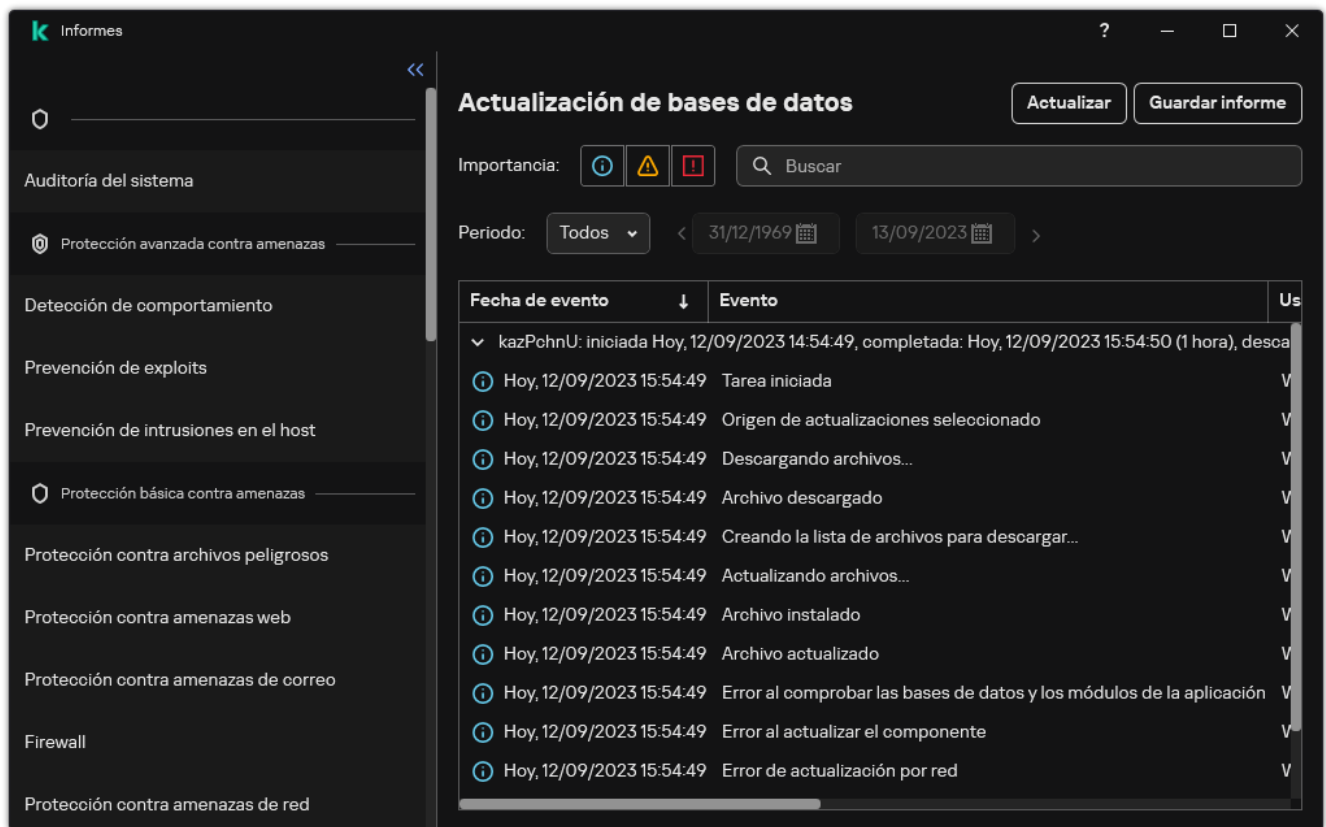 Informes
?
Auditoría del sistema
Protección avanzada contra amenazas
Detección de comportamiento
Prevención de exploits
Prevención de intrusiones en el host
Protección básica contra amenazas
Protección contra archivos peligrosos
Protección contra amenazas web
Protección contra amenazas de correo
Firewall
Protección contra amenazas de red
Actualización de bases de datos
Actualizar
Guardar informe
Importancia:
Buscar
Periodo:
Todos
31/12/1969
13/09/2023
Fecha de evento
Evento
Us
kazPchnU: iniciada Hoy, 12/09/2023 14:54:49, completada: Hoy, 12/09/2023 15:54:50 (1 hora), desca
Hoy, 12/09/2023 15:54:49 Tarea iniciada
Hoy, 12/09/2023 15:54:49 Origen de actualizaciones seleccionado
Hoy, 12/09/2023 15:54:49 Descargando archivos...
Hoy, 12/09/2023 15:54:49 Archivo descargado
Hoy, 12/09/2023 15:54:49 Creando la lista de archivos para descargar...
Hoy, 12/09/2023 15:54:49 Actualizando archivos...
Hoy, 12/09/2023 15:54:49 Archivo instalado
Hoy, 12/09/2023 15:54:49 Archivo actualizado
Hoy, 12/09/2023 15:54:49 Error al comprobar las bases de datos y los módulos de la aplicación
Hoy, 12/09/2023 15:54:49 Error al actualizar el componente
Hoy, 12/09/2023 15:54:49 Error de actualización por red